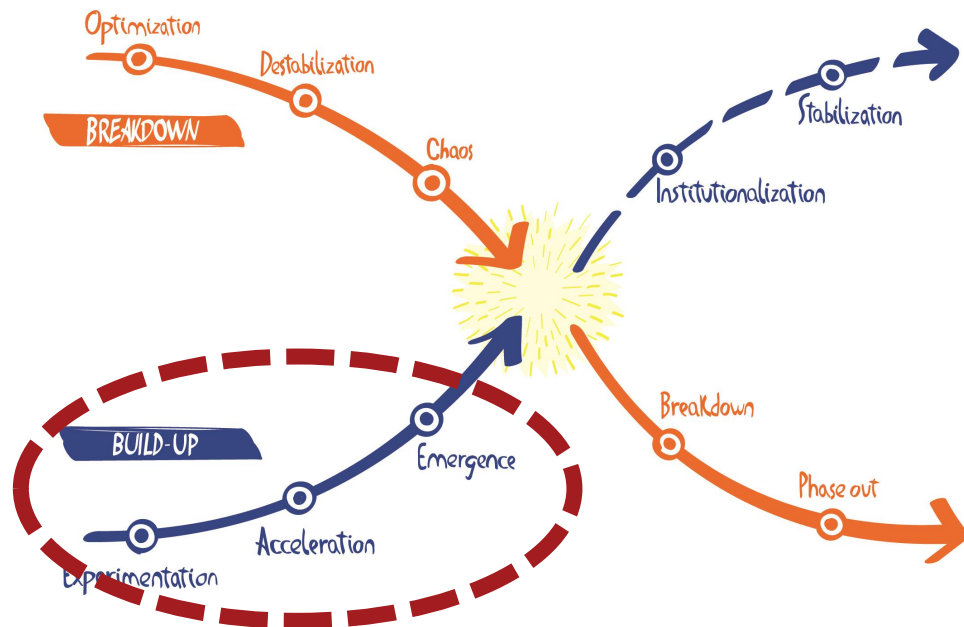 Optimization
Destabilization
BREAKDOWN
Chaos
Stabilization
Institutionalization
BUILD-UP
Emergence
Acceleration
Experimentation
Breakdown
Phase out